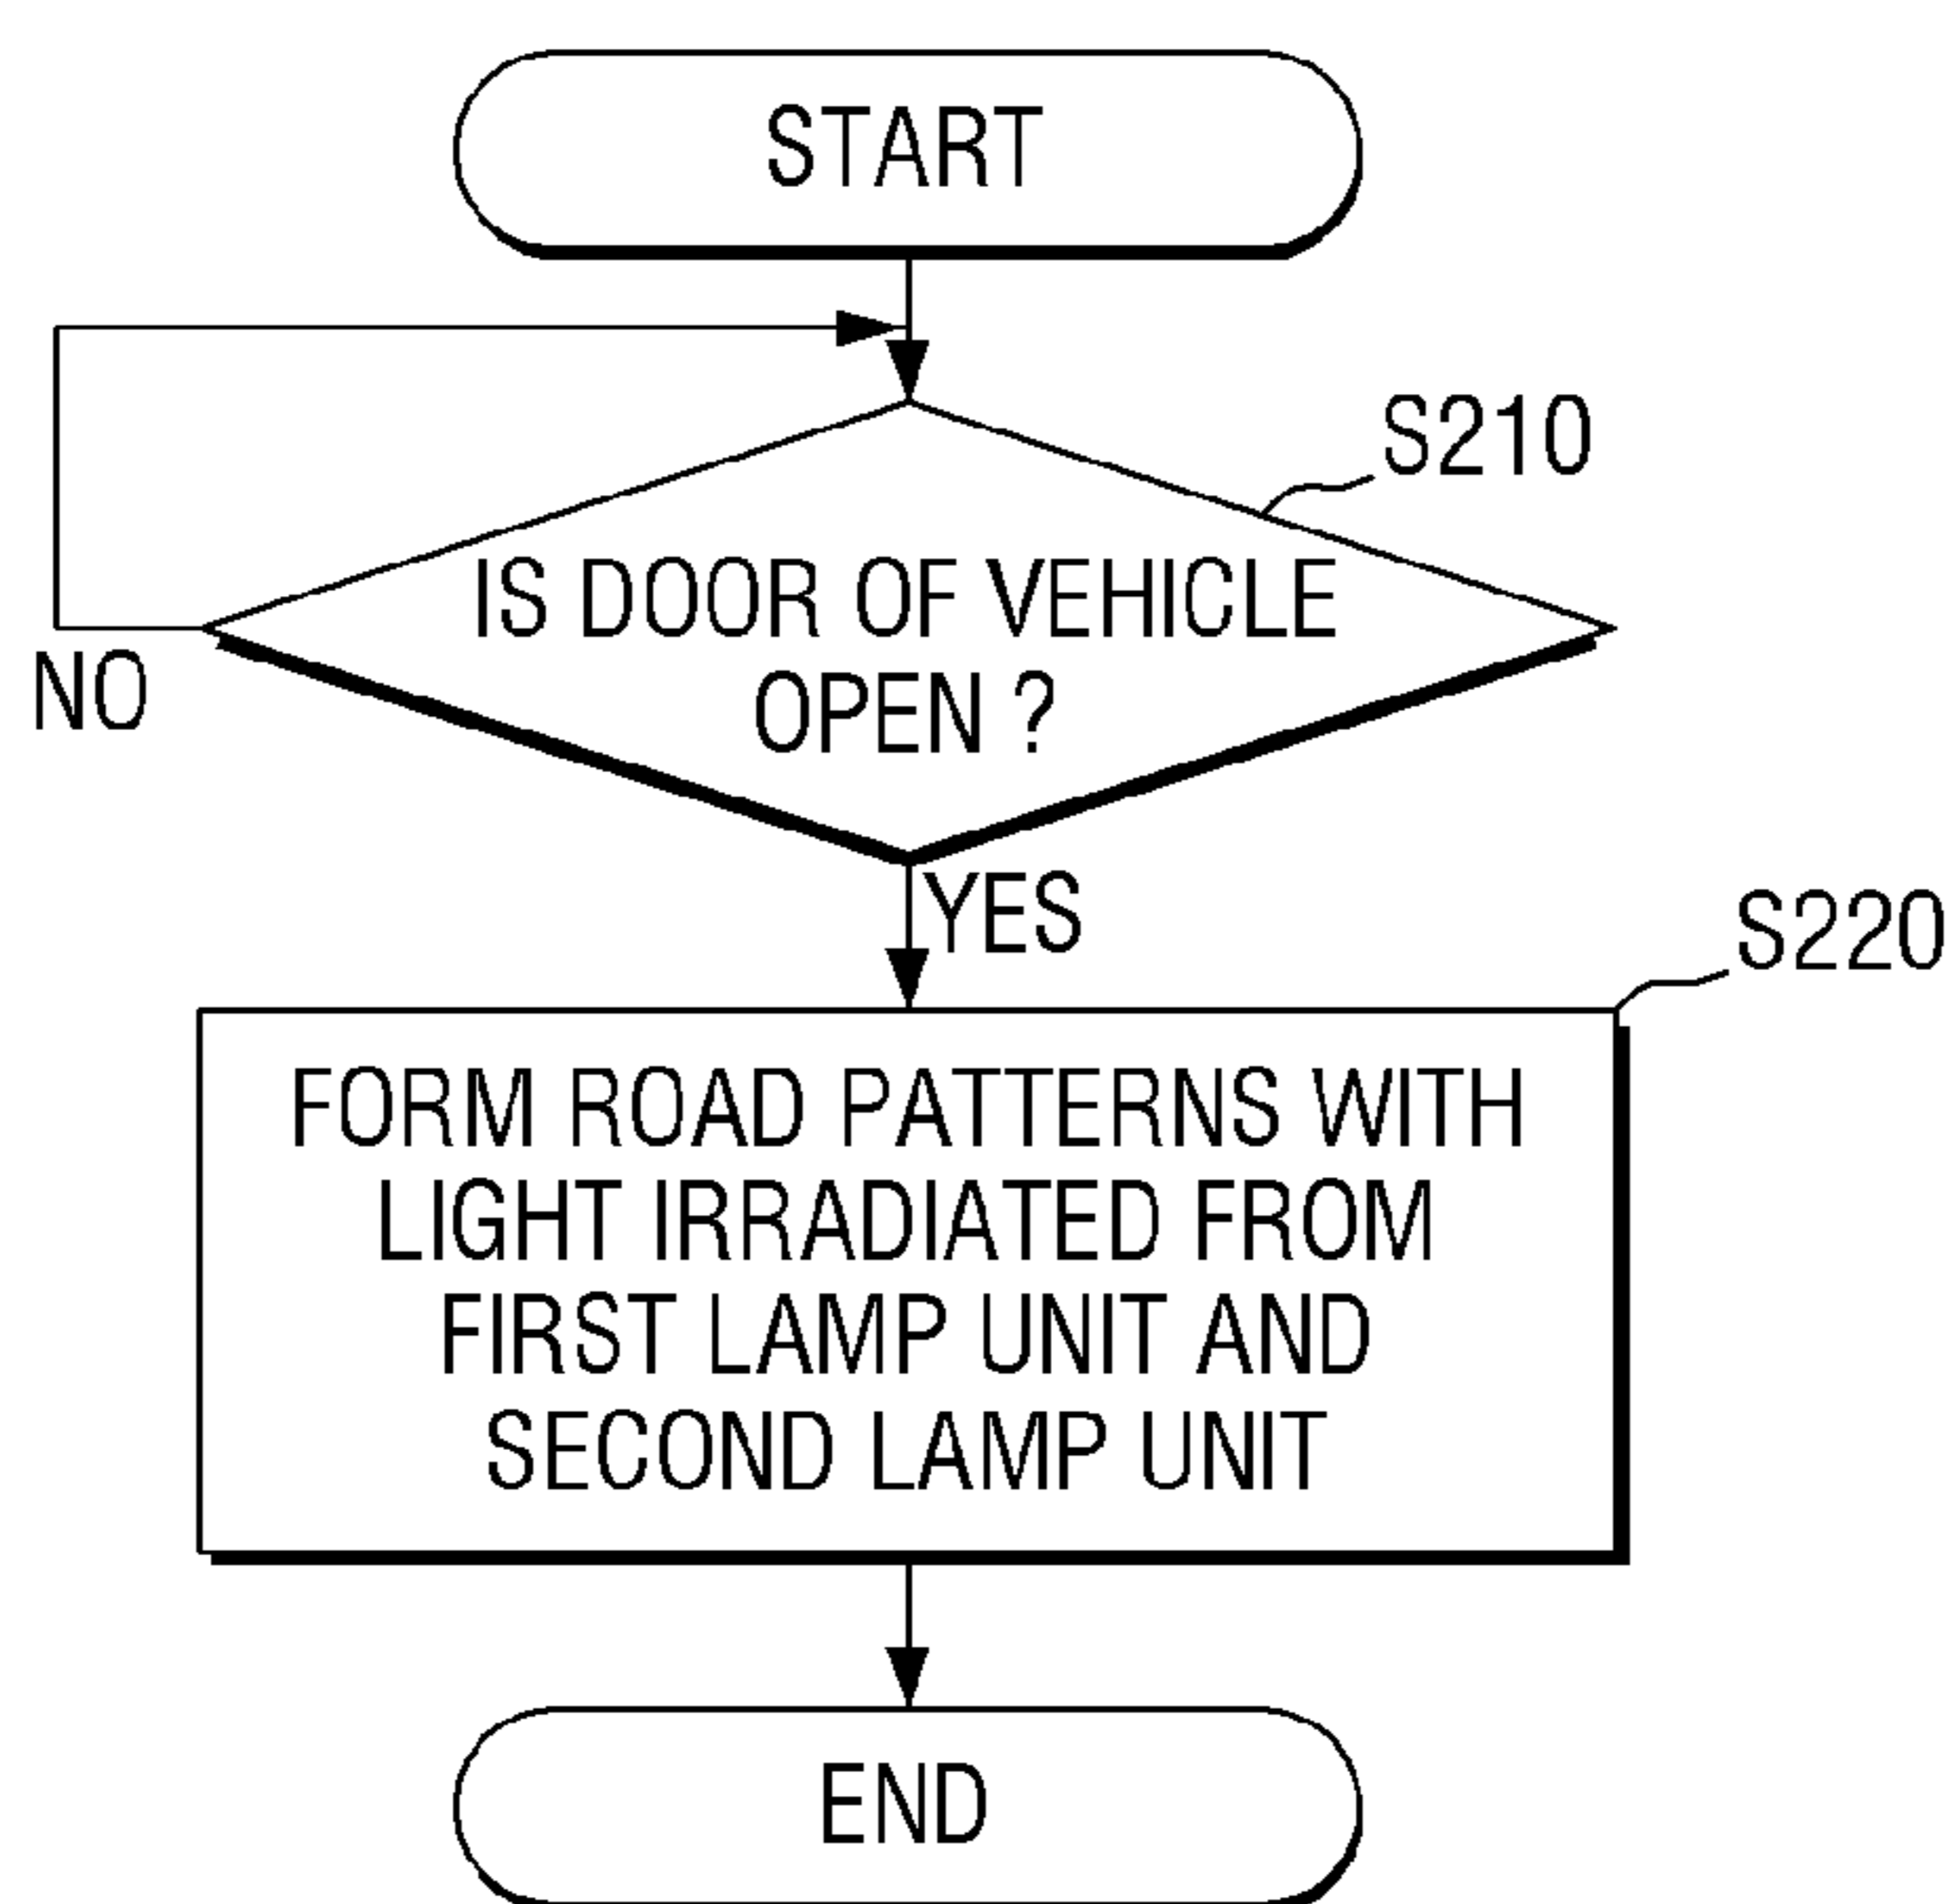 START
S210
IS DOOR OF VEHICLE
OPEN ?
NO
YES
S220
FORM ROAD PATTERNS WITH
LIGHT IRRADIATED FROM
FIRST LAMP UNIT AND
SECOND LAMP UNIT
END